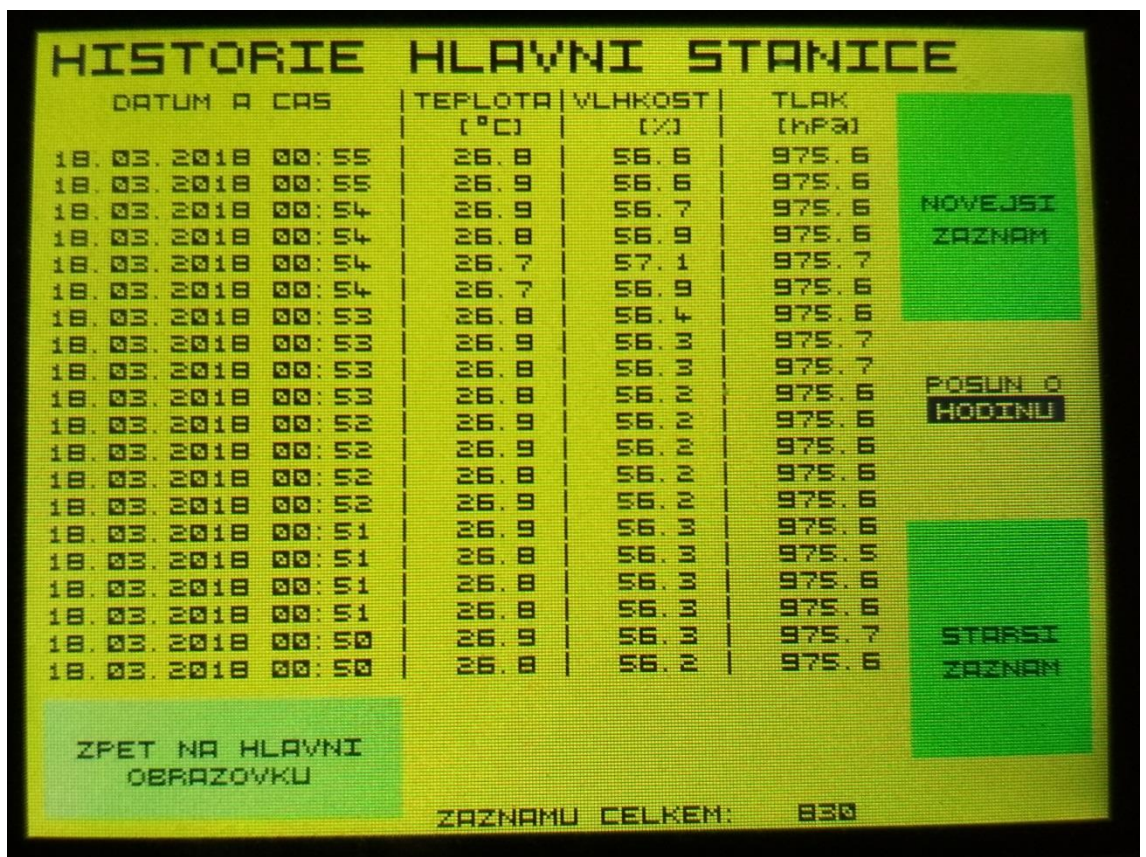 HISTORIE HLAVNI STANICE
DATUM A CAS |TEPLOTA|VLHKOST| TLAK
| [°C] | [%] | [hPa]
18.03.2018 00:55 | 26.8 | 56.6 | 975.6
18.03.2018 00:55 | 26.9 | 56.6 | 975.6
18.03.2018 00:54 | 26.9 | 56.7 | 975.6
18.03.2018 00:54 | 26.8 | 56.9 | 975.6
18.03.2018 00:54 | 26.7 | 57.1 | 975.7
18.03.2018 00:54 | 26.7 | 56.9 | 975.6
18.03.2018 00:53 | 26.8 | 56.4 | 975.6
18.03.2018 00:53 | 26.9 | 56.3 | 975.7
18.03.2018 00:53 | 26.8 | 56.3 | 975.7
18.03.2018 00:53 | 26.8 | 56.2 | 975.6
18.03.2018 00:52 | 26.9 | 56.2 | 975.6
18.03.2018 00:52 | 26.9 | 56.2 | 975.6
18.03.2018 00:52 | 26.8 | 56.2 | 975.6
18.03.2018 00:52 | 26.9 | 56.2 | 975.6
18.03.2018 00:51 | 26.9 | 56.3 | 975.6
18.03.2018 00:51 | 26.8 | 56.3 | 975.5
18.03.2018 00:51 | 26.8 | 56.3 | 975.6
18.03.2018 00:51 | 26.8 | 56.3 | 975.6
18.03.2018 00:50 | 26.9 | 56.3 | 975.7
18.03.2018 00:50 | 26.8 | 56.2 | 975.6
NOVEJSI
ZAZNAM
POSUN O
HODINU
STARSI
ZAZNAM
ZPET NA HLAVNI
OBRAZOVKU
ZAZNAMU CELKEM: 830